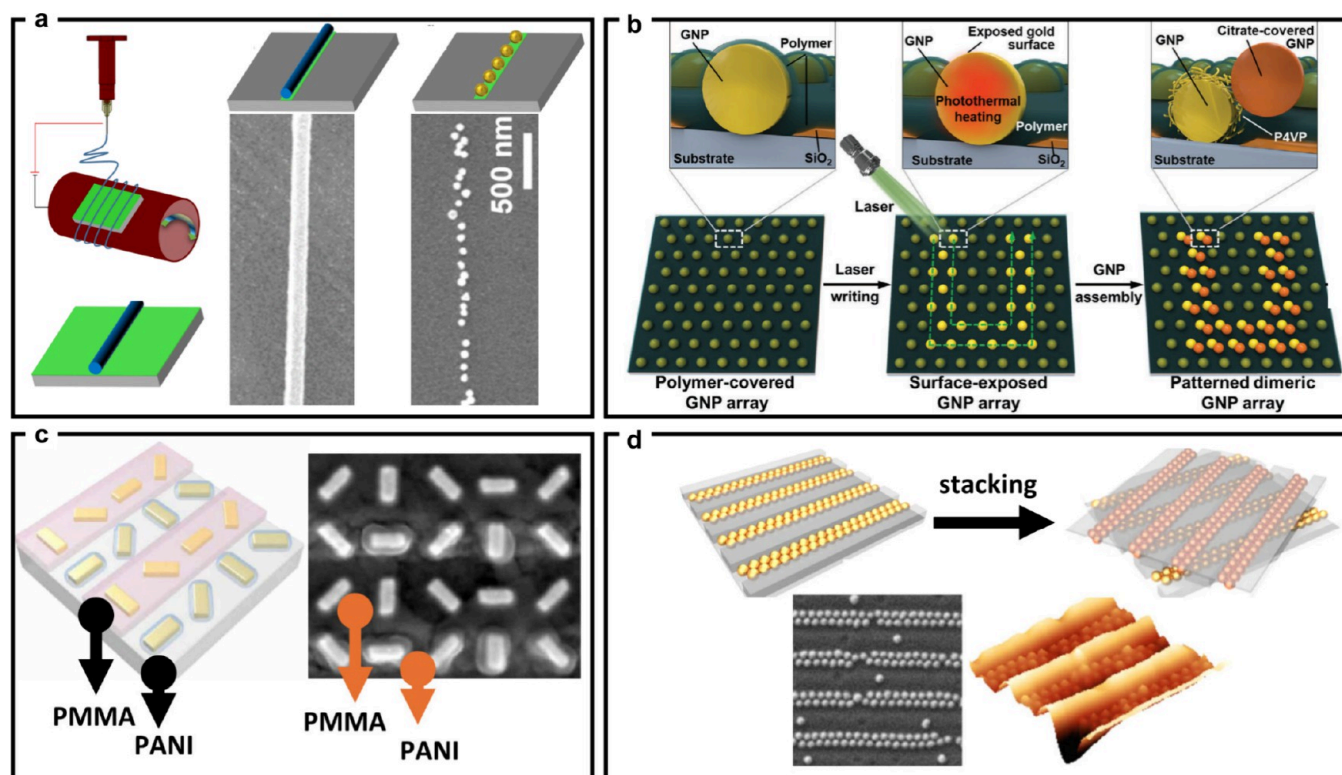 a
500 nm
b
GNP
Polymer
Substrate
SiO2
GNP
Exposed gold
surface
Photothermal
heating
Polymer
Substrate
SiO2
Citrate-covered
GNP
GNP
P4VP
Substrate
SiO2
Laser
Laser
writing
GNP
assembly
Polymer-covered
GNP array
Surface-exposed
GNP array
Patterned dimeric
GNP array
c
PMMA
PANI
PMMA
PANI
d
stacking